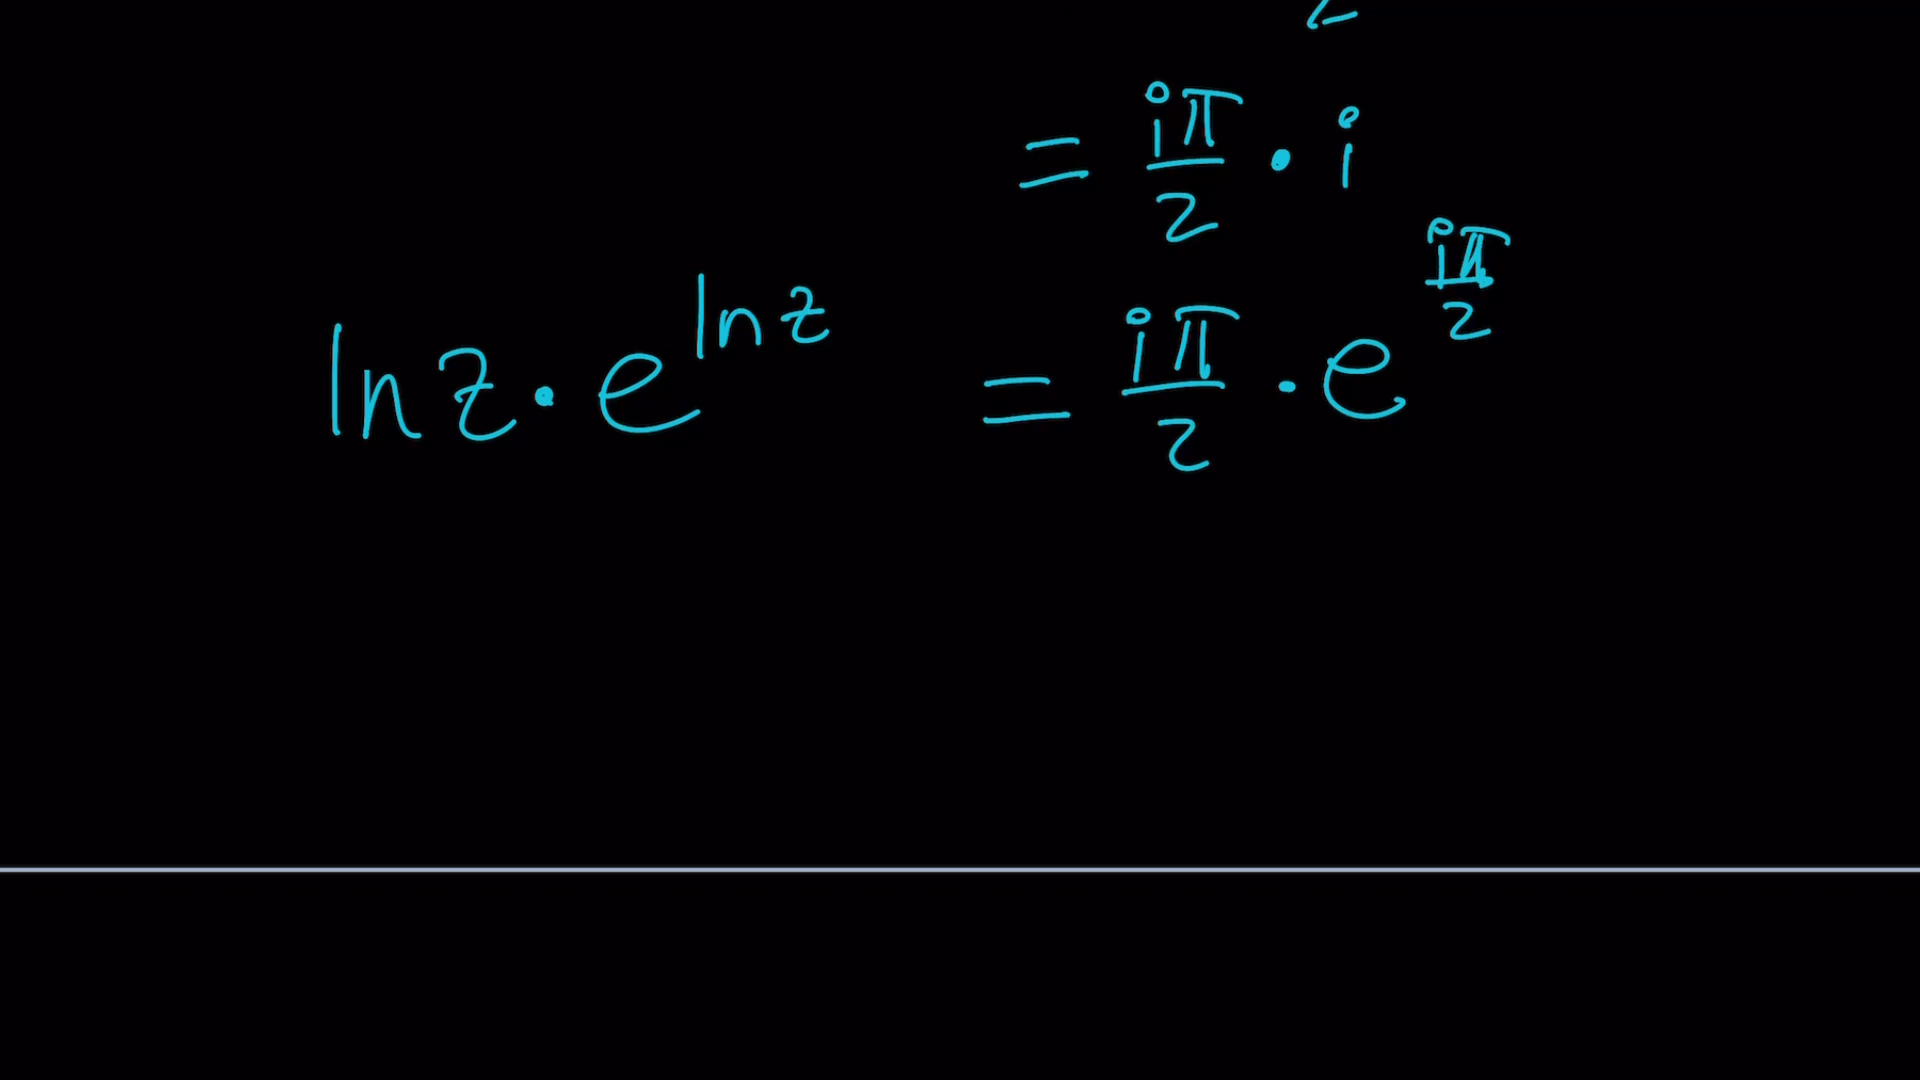 = iπ/2 · i
ln z · e^(ln z) = iπ/2 · e^(iπ/2)